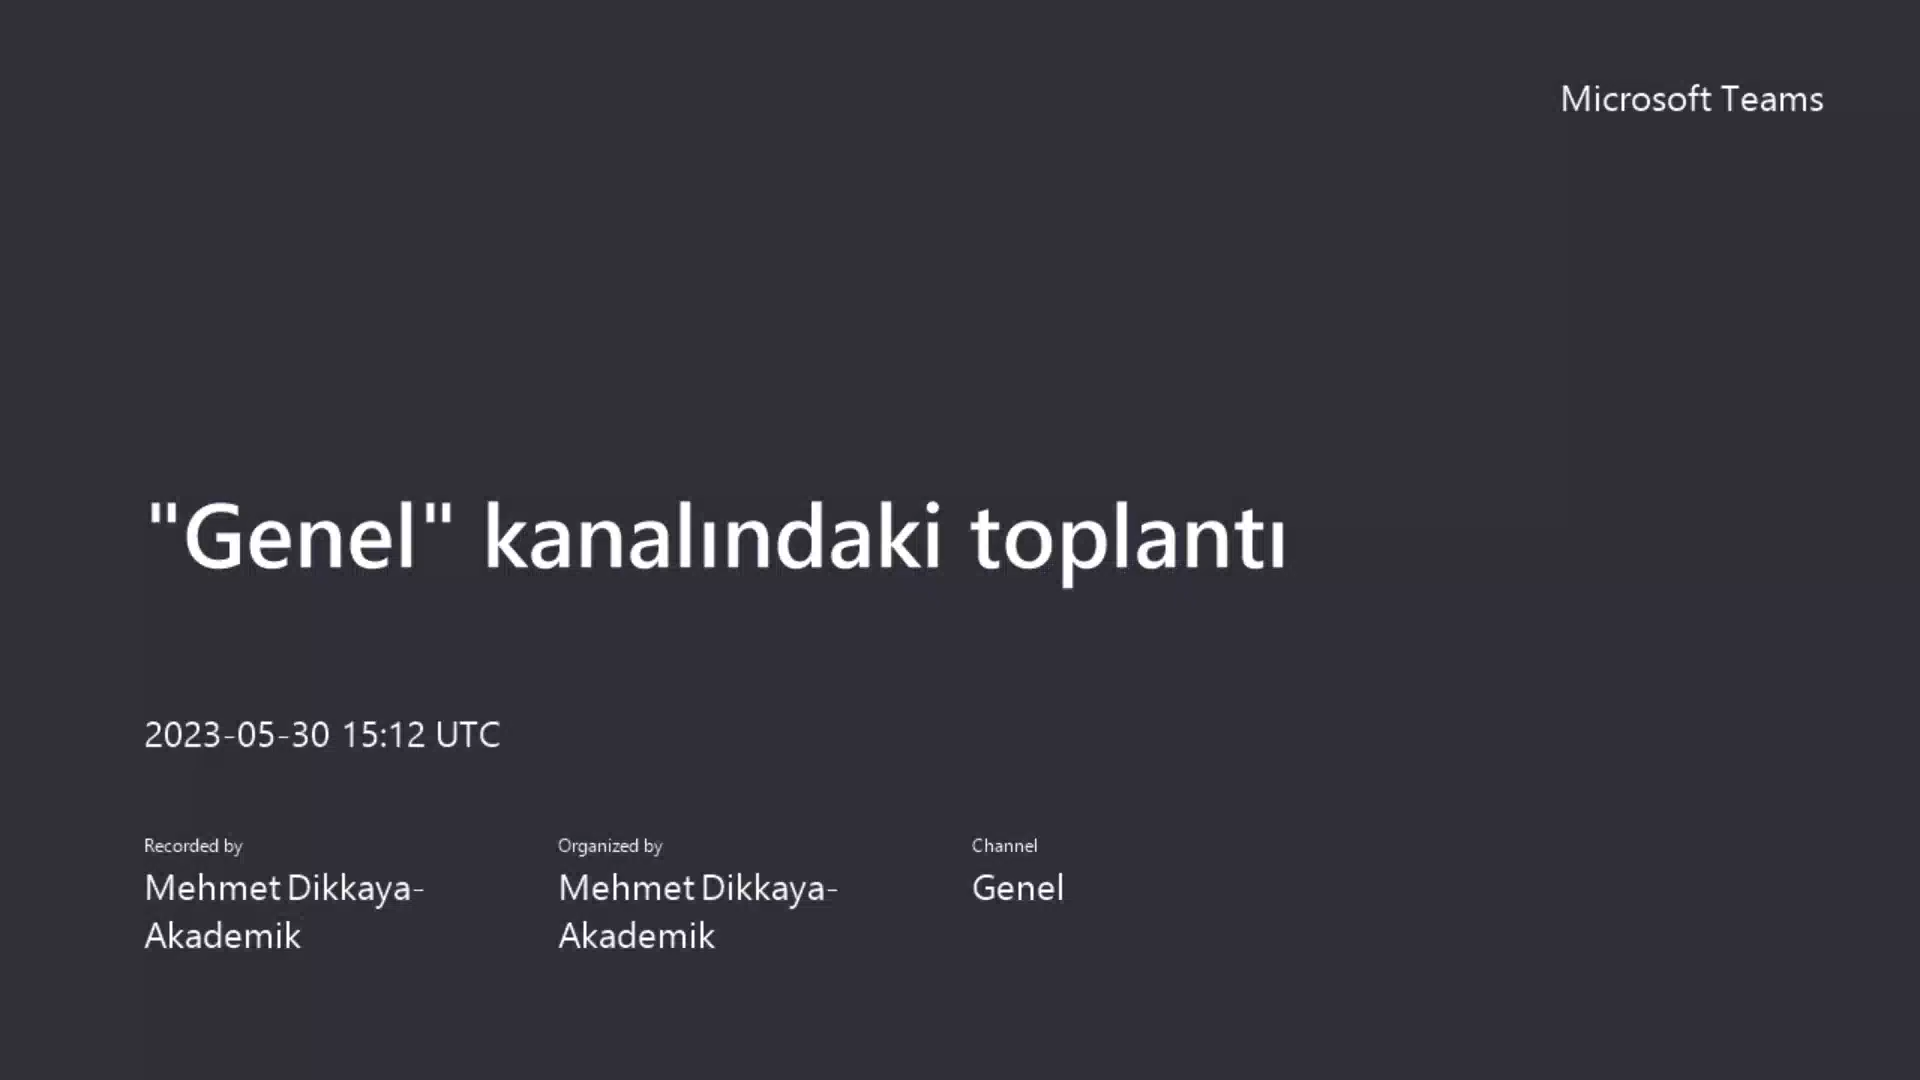 Microsoft Teams
"Genel" kanalındaki toplantı
2023-05-30 15:12 UTC
Recorded by
Mehmet Dikkaya-
Akademik
Organized by
Mehmet Dikkaya-
Akademik
Channel
Genel